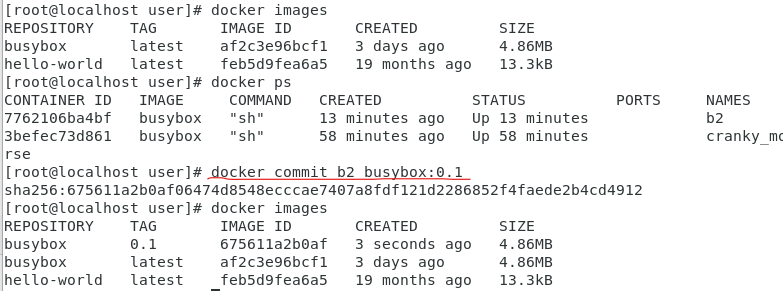 [root@localhost user]# docker images
REPOSITORY TAG IMAGE ID CREATED SIZE
busybox latest af2c3e96bcf1 3 days ago 4.86MB
hello-world latest feb5d9fea6a5 19 months ago 13.3kB
[root@localhost user]# docker ps
CONTAINER ID IMAGE COMMAND CREATED STATUS PORTS NAMES
7762106ba4bf busybox "sh" 13 minutes ago Up 13 minutes b2
3befec73d861 busybox "sh" 58 minutes ago Up 58 minutes cranky_mo
rse
[root@localhost user]# docker commit b2 busybox:0.1
sha256:675611a2b0af06474d8548ecccae7407a8fdf121d2286852f4faede2b4cd4912
[root@localhost user]# docker images
REPOSITORY TAG IMAGE ID CREATED SIZE
busybox 0.1 675611a2b0af 3 seconds ago 4.86MB
busybox latest af2c3e96bcf1 3 days ago 4.86MB
hello-world latest feb5d9fea6a5 19 months ago 13.3kB